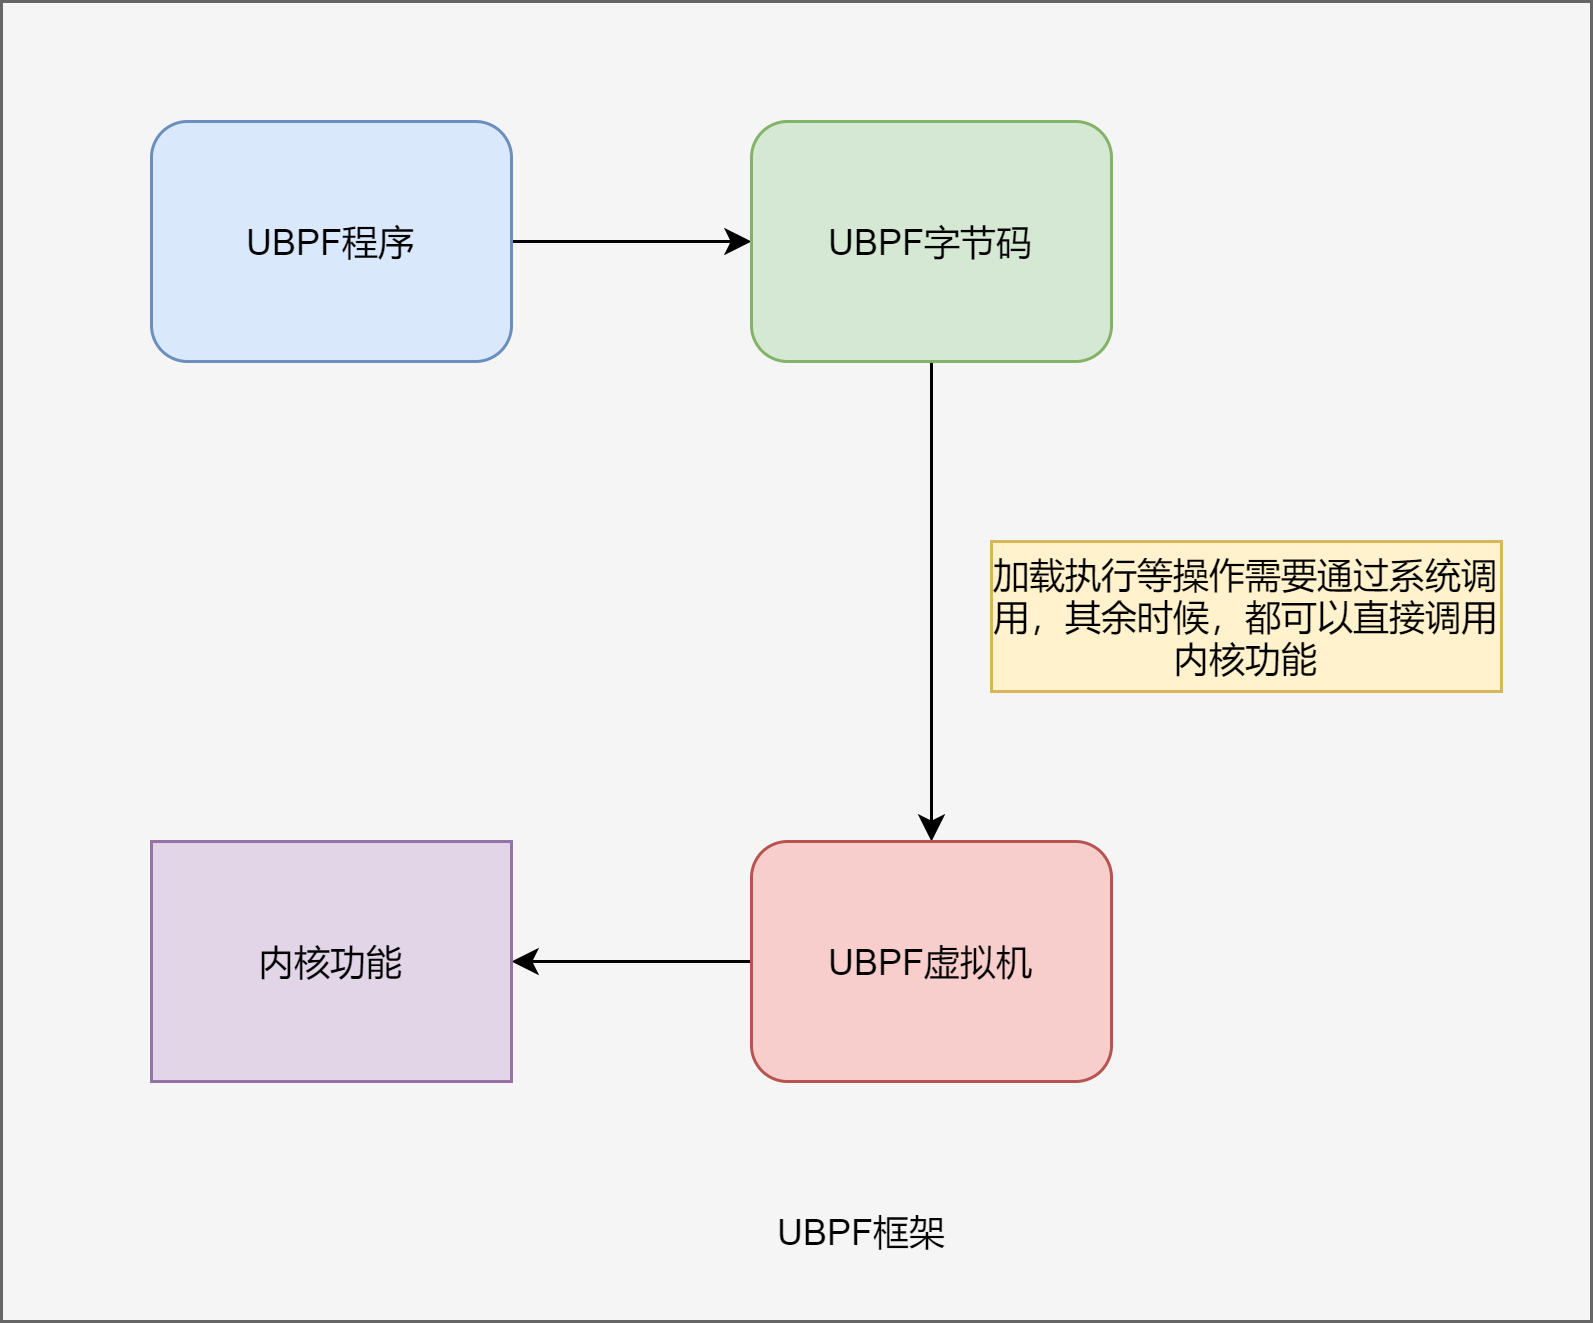 UBPF程序
UBPF字节码
加载执行等操作需要通过系统调
用，其余时候，都可以直接调用
内核功能
内核功能
UBPF虚拟机
UBPF框架